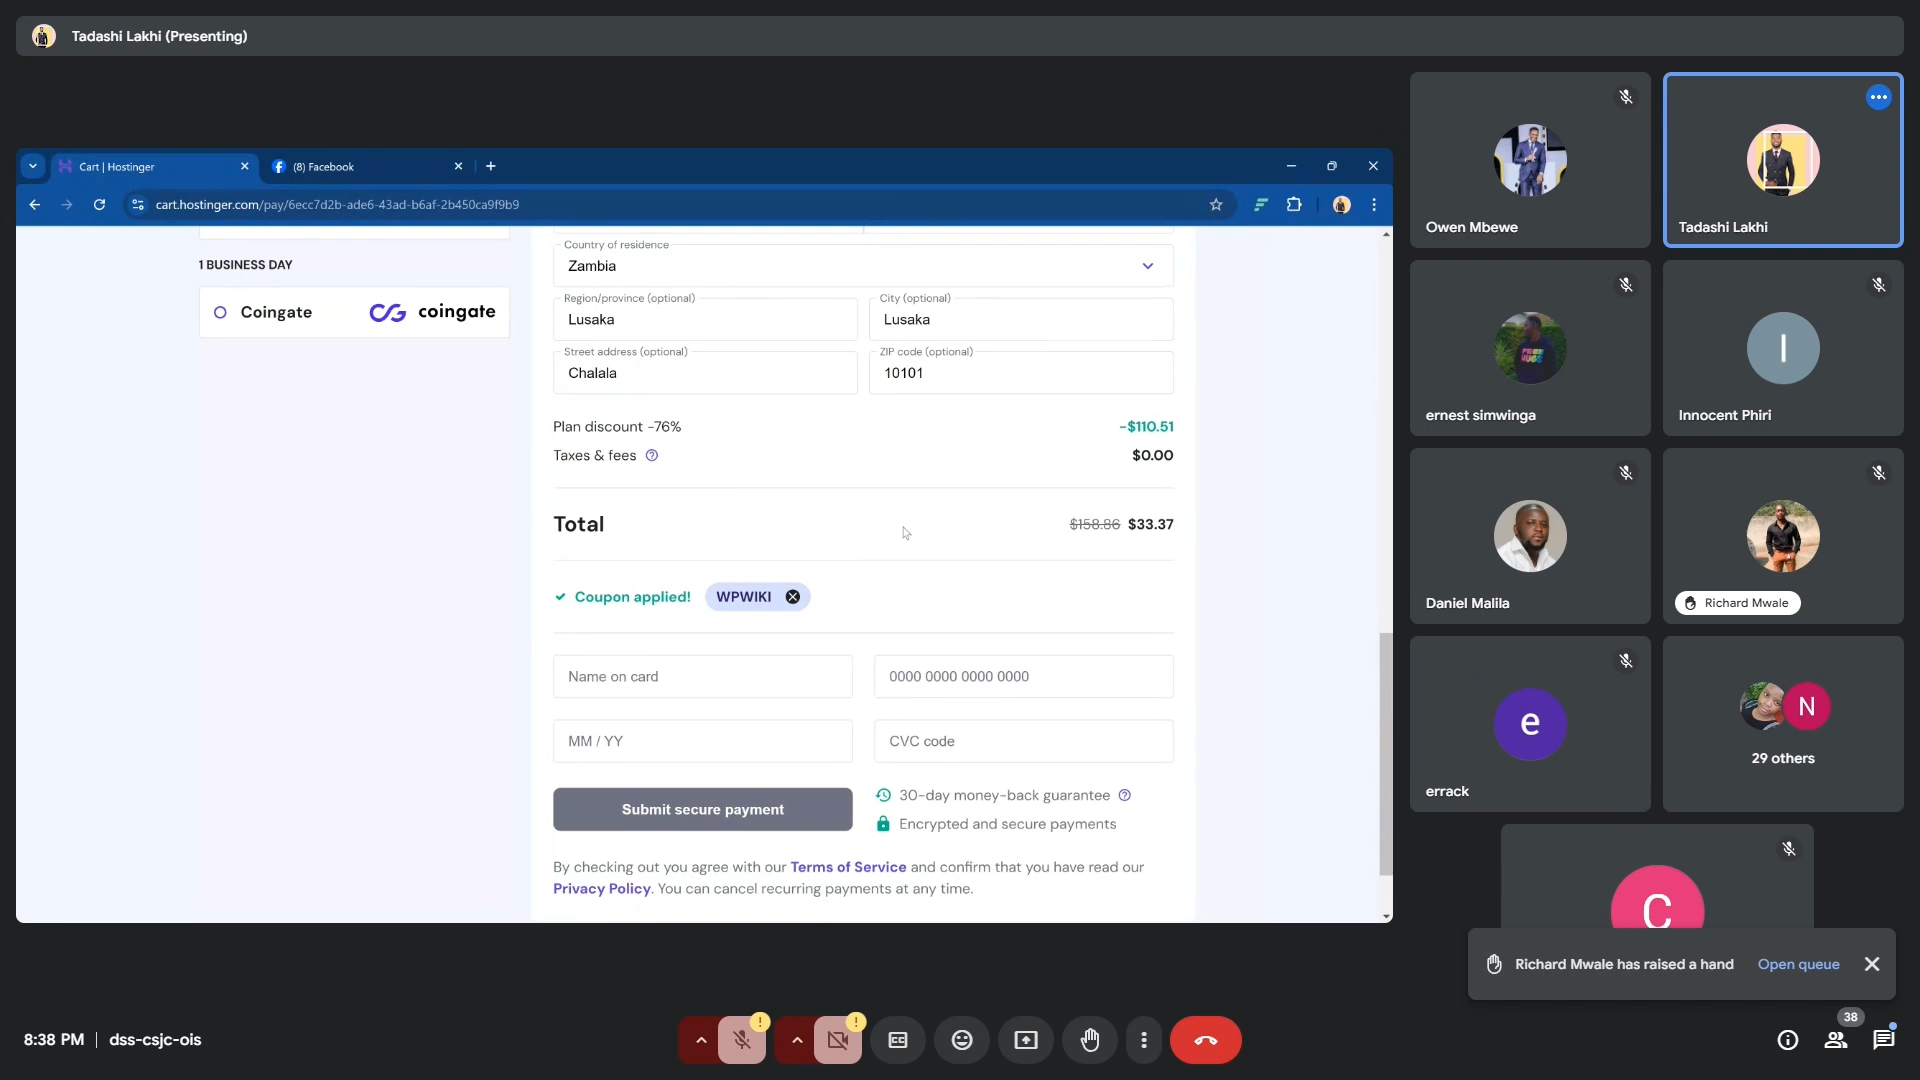 Tadashi Lakhi (Presenting)
Cart | Hostinger
(8) Facebook
cart.hostinger.com/pay/6ecc7d2b-ade6-43ad-b6af-2b450ca9f9b9
1 BUSINESS DAY
Coingate
coingate
Country of residence
Zambia
Region/province (optional)
Lusaka
City (optional)
Lusaka
Street address (optional)
Chalala
ZIP code (optional)
10101
Plan discount -76%
-$110.51
Taxes & fees
$0.00
Total
$158.86 $33.37
Coupon applied!
WPWIKI
Name on card
0000 0000 0000 0000
MM / YY
CVC code
Submit secure payment
30-day money-back guarantee
Encrypted and secure payments
By checking out you agree with our Terms of Service and confirm that you have read our
Privacy Policy. You can cancel recurring payments at any time.
Owen Mbewe
Tadashi Lakhi
ernest simwinga
I
Innocent Phiri
Daniel Malila
Richard Mwale
e
errack
N
29 others
C
Richard Mwale has raised a hand
Open queue
8:38 PM | dss-csjc-ois
38